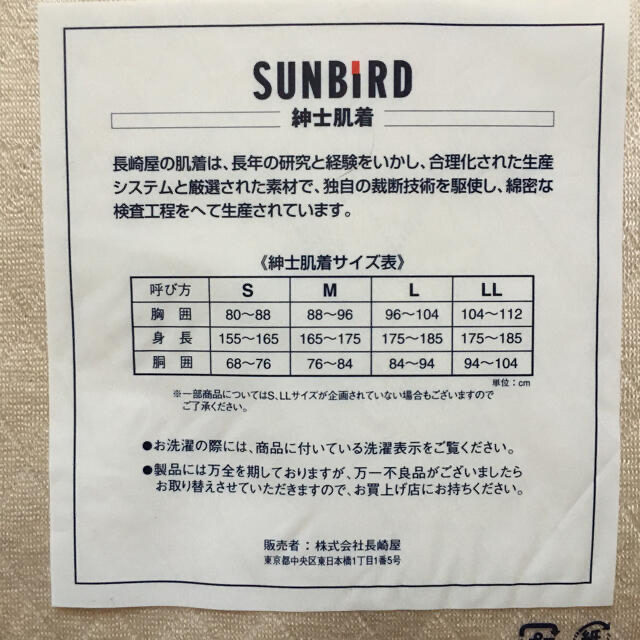 SUNBiRD
紳士肌着
長崎屋の肌着は、長年の研究と経験をいかし、合理化された生産
システムと厳選された素材で、独自の裁断技術を駆使し、綿密な
検査工程をへて生産されています。
《紳士肌着サイズ表》
呼び方 S M L LL
胸囲 80〜88 88〜96 96〜104 104〜112
身長 155〜165 165〜175 175〜185 175〜185
胴囲 68〜76 76〜84 84〜94 94〜104
単位:cm
※一部商品についてはS、LLサイズが企画されていない場合もございますので
ご了承ください。
●お洗濯の際には、商品に付いている洗濯表示をご覧ください。
●製品には万全を期しておりますが、万一不良品がございましたら
お取り替えさせていただきますので、お買上げ店にお持ちください。
販売者:株式会社長崎屋
東京都中央区東日本橋1丁目1番5号